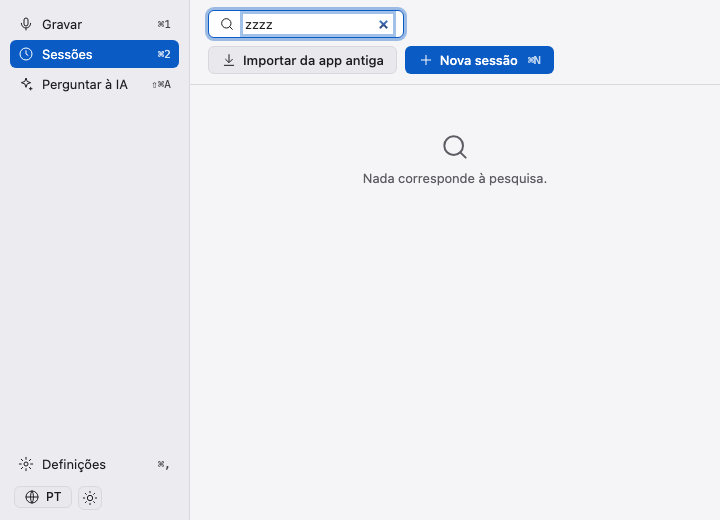 Gravar ⌘1
Sessões ⌘2
Perguntar à IA ⇧⌘A
zzzz
Importar da app antiga
Nova sessão ⌘N
Nada corresponde à pesquisa.
Definições ⌘,
PT